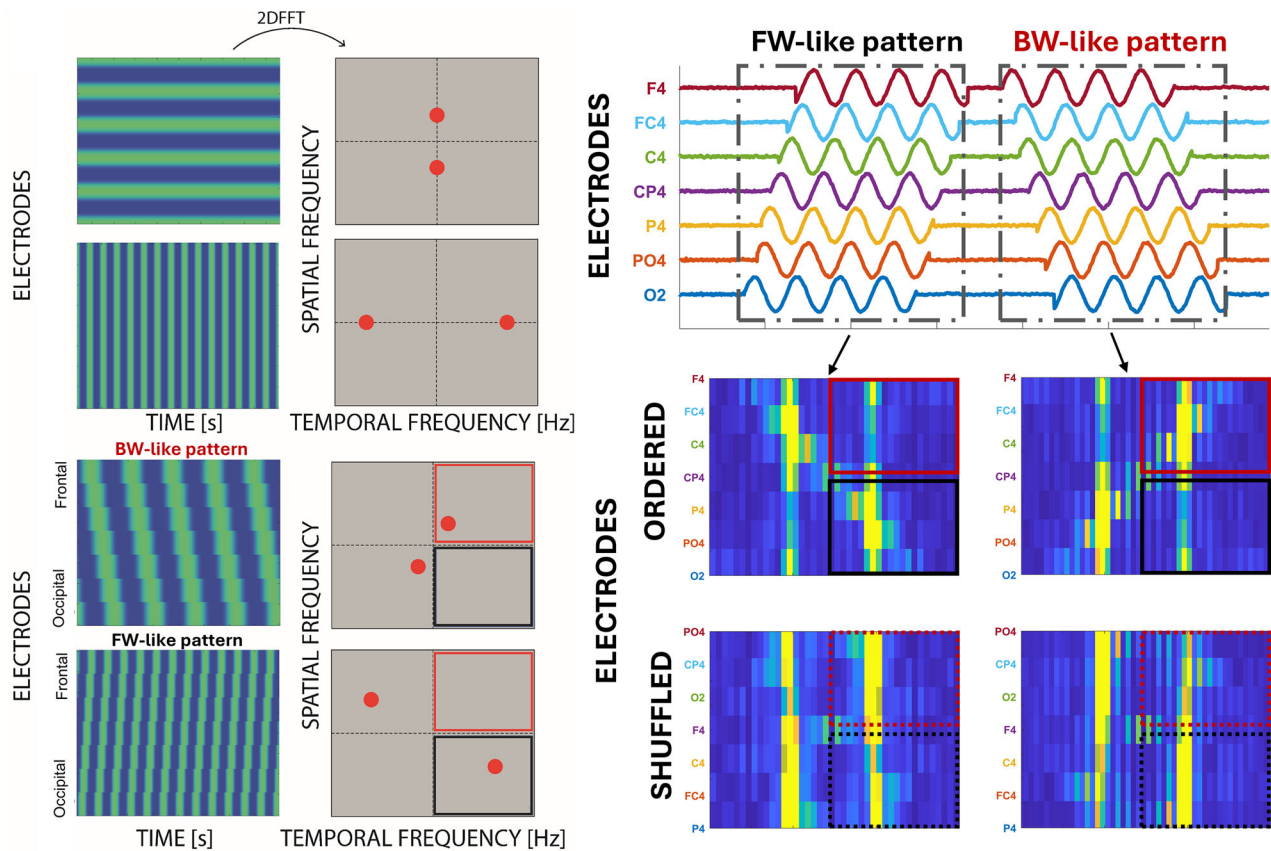 2DFFT
ELECTRODES
SPATIAL FREQUENCY
TIME [s]
TEMPORAL FREQUENCY [Hz]
BW-like pattern
Frontal
Occipital
FW-like pattern
Frontal
Occipital
ELECTRODES
SPATIAL FREQUENCY
TIME [s]
TEMPORAL FREQUENCY [Hz]
FW-like pattern
BW-like pattern
ELECTRODES
F4
FC4
C4
CP4
P4
PO4
O2
ELECTRODES
ORDERED
F4
FC4
C4
CP4
P4
PO4
O2
F4
FC4
C4
CP4
P4
PO4
O2
SHUFFLED
PO4
CP4
O2
F4
C4
FC4
P4
PO4
CP4
O2
F4
C4
FC4
P4